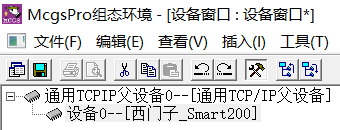 McgsPro组态环境 - [设备窗口 : 设备窗口*]
文件(F) 编辑(E) 查看(V) 插入(I) 工具(T)
通用TCPIP父设备0--[通用TCP/IP父设备]
设备0--[西门子_Smart200]